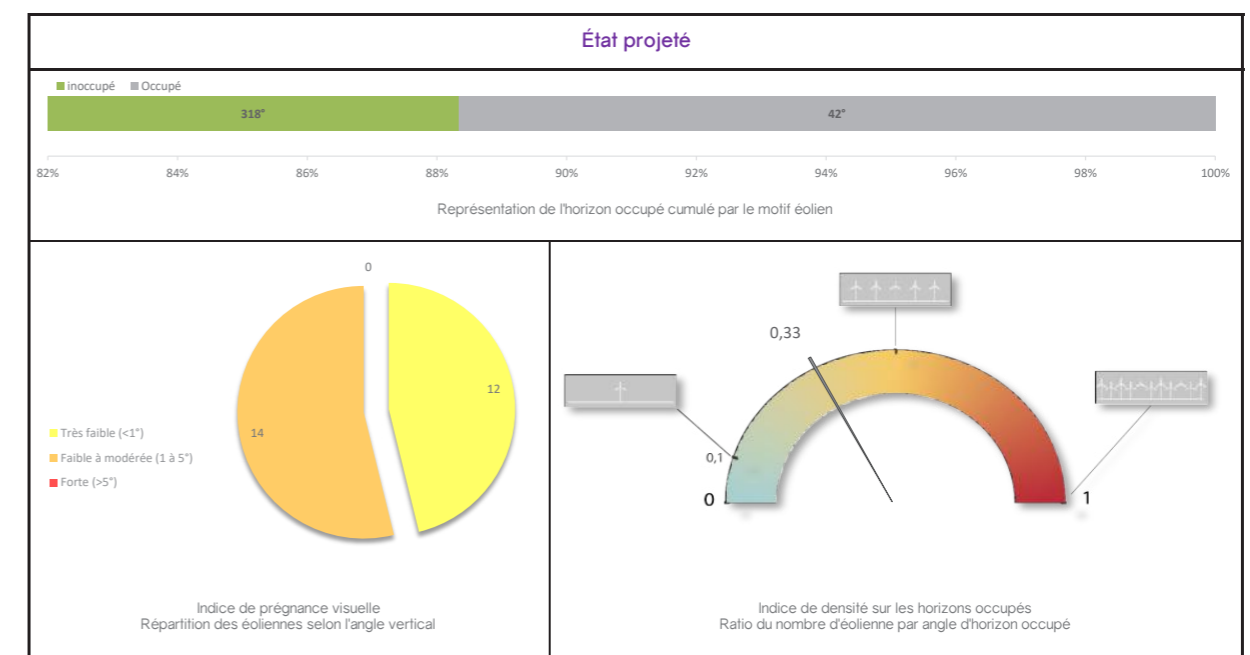 État projeté
inoccupé Occupé
318° 42°
82% 84% 86% 88% 90% 92% 94% 96% 98% 100%
Représentation de l'horizon occupé cumulé par le motif éolien
0
12
14
Très faible (<1°)
Faible à modérée (1 à 5°)
Forte (>5°)
Indice de prégnance visuelle
Répartition des éoliennes selon l'angle vertical
0,33
0,1
0 1
Indice de densité sur les horizons occupés
Ratio du nombre d'éolienne par angle d'horizon occupé